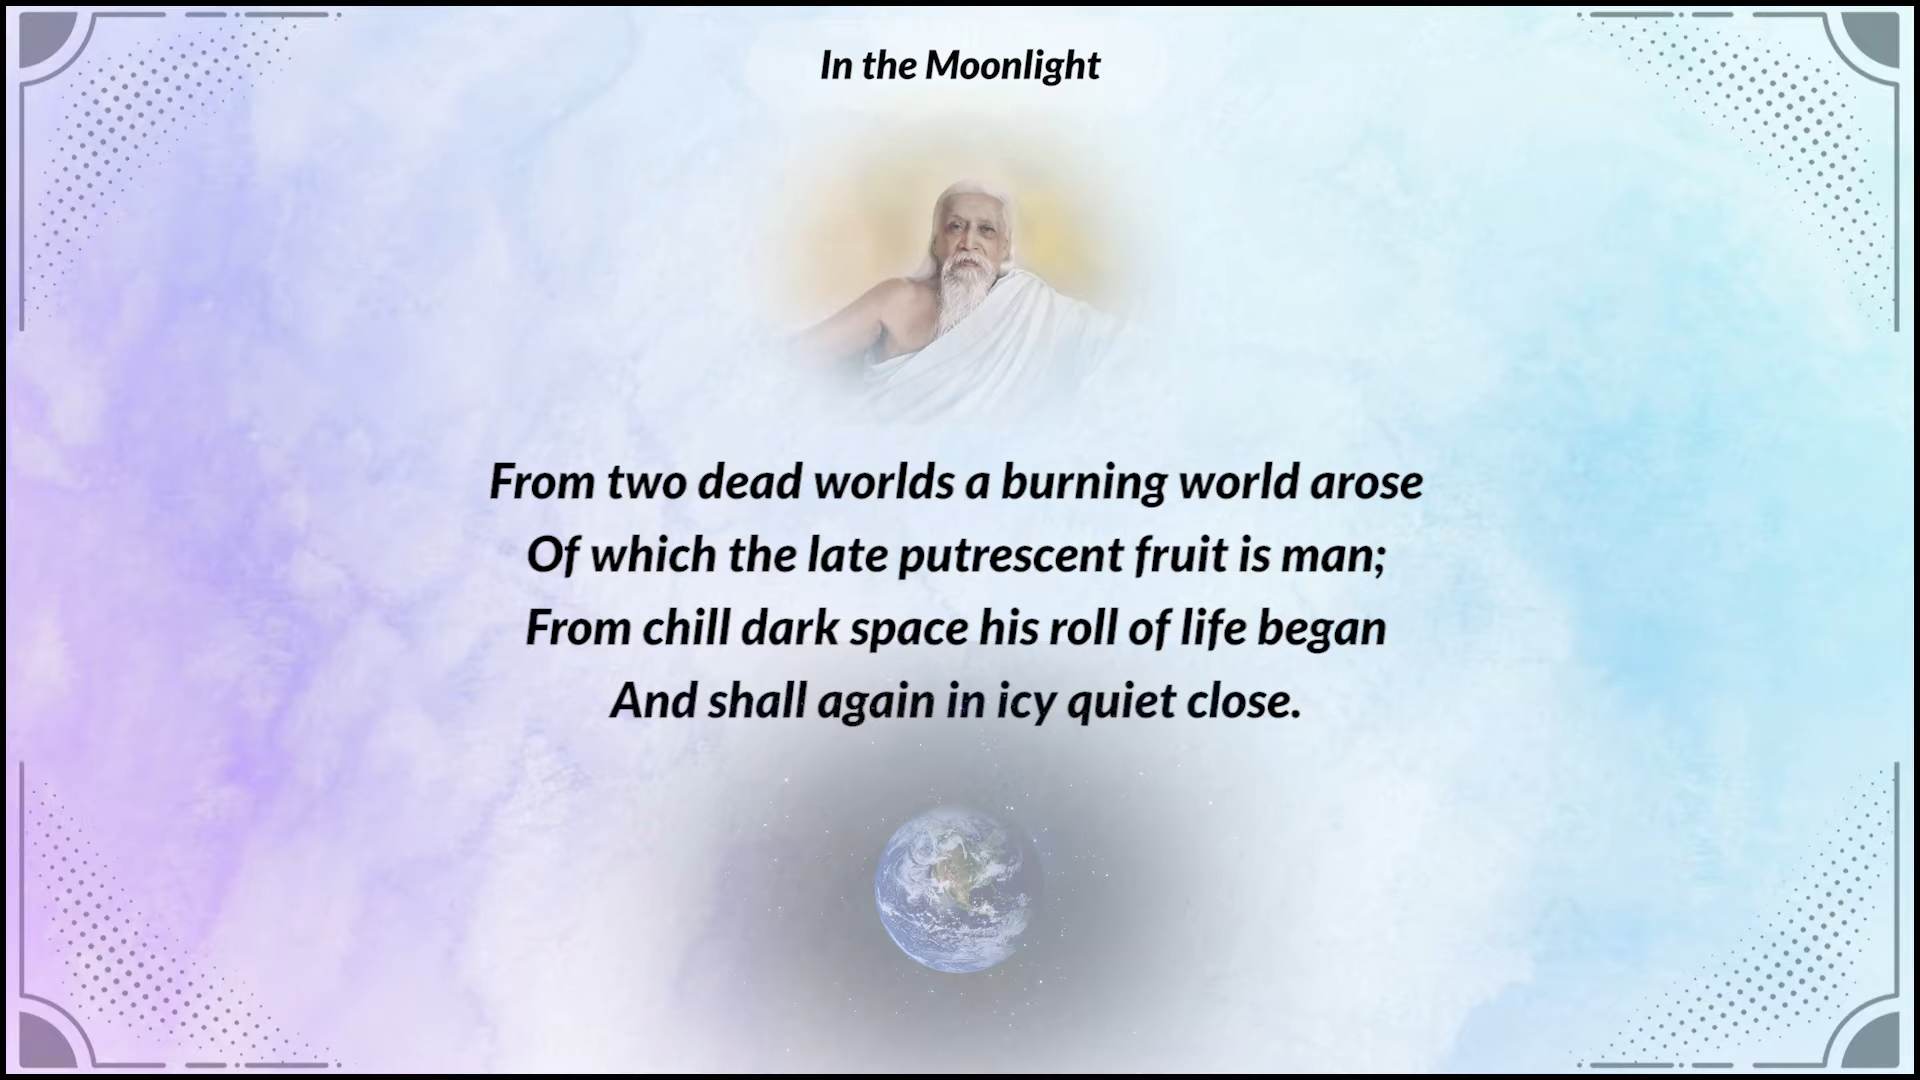 In the Moonlight
From two dead worlds a burning world arose
Of which the late putrescent fruit is man;
From chill dark space his roll of life began
And shall again in icy quiet close.